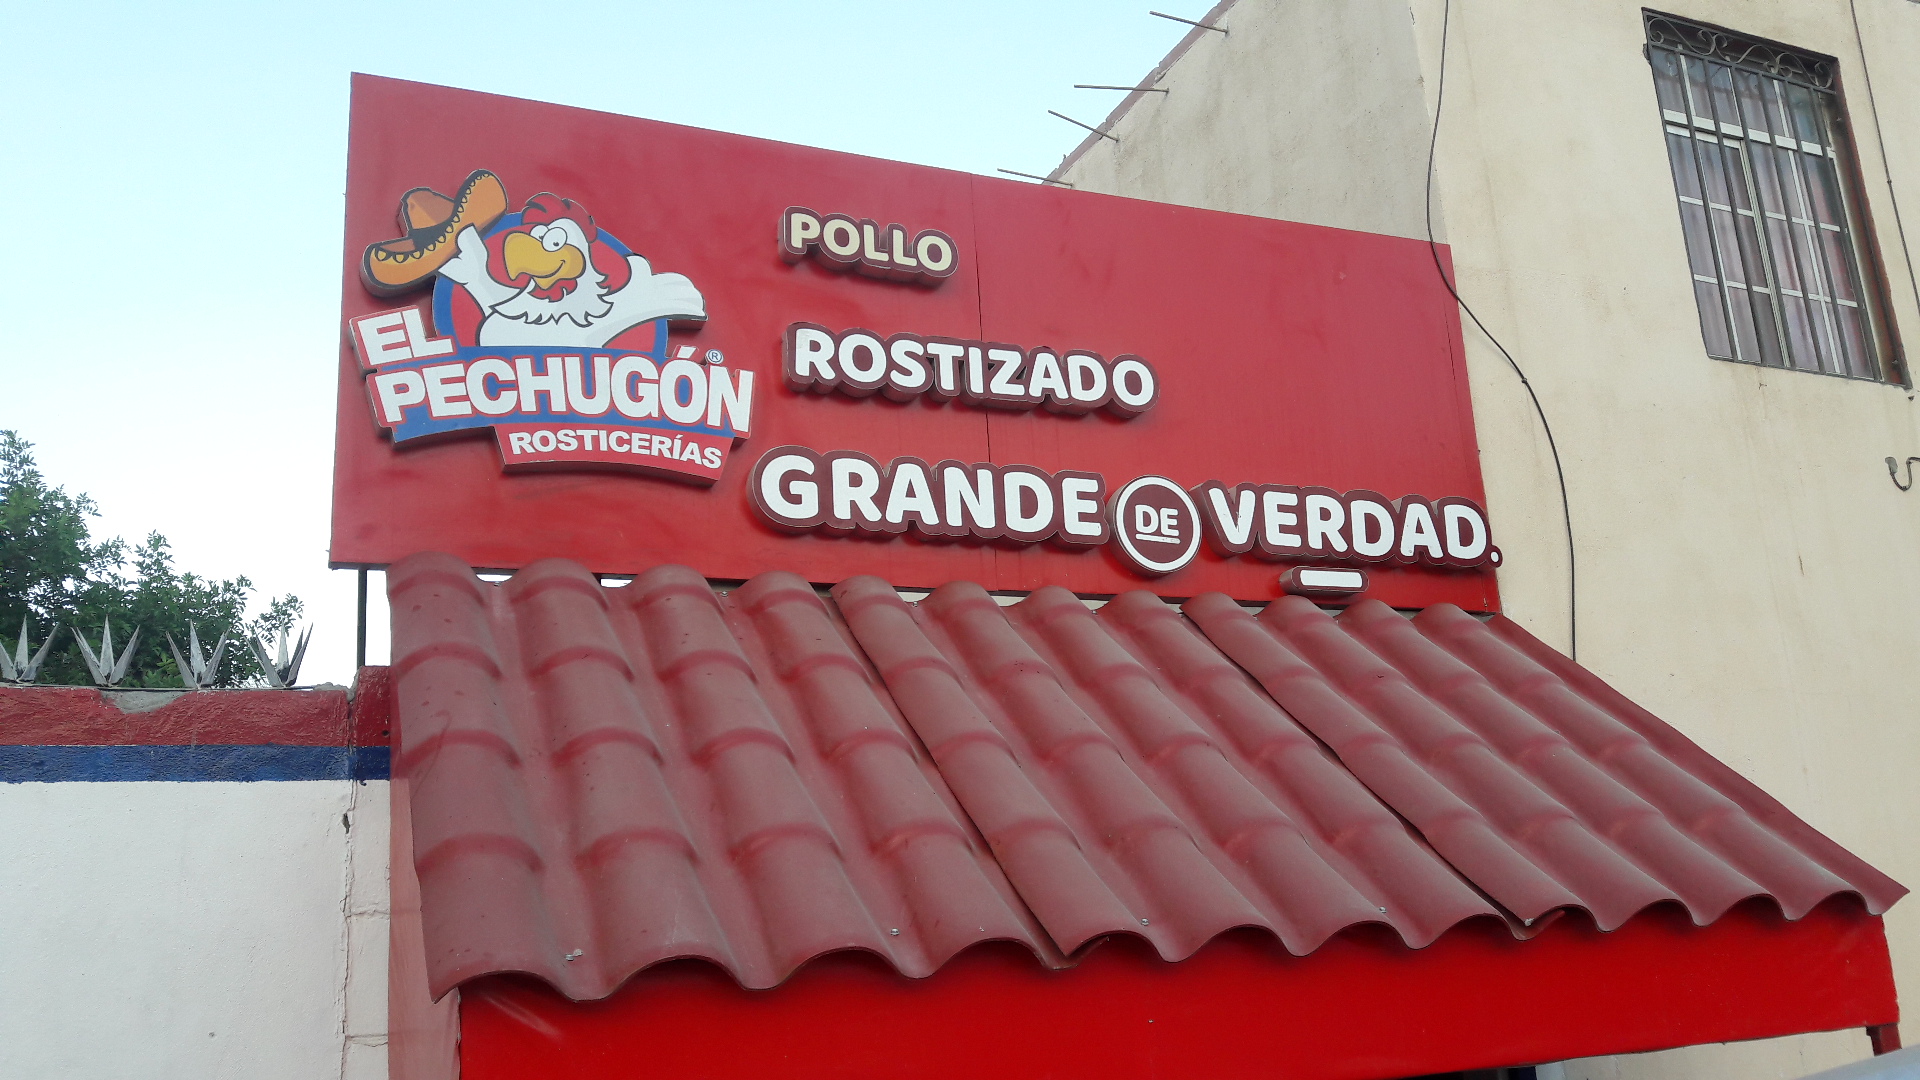 EL
PECHUGÓN®
ROSTICERÍAS
POLLO
ROSTIZADO
GRANDE DE VERDAD.